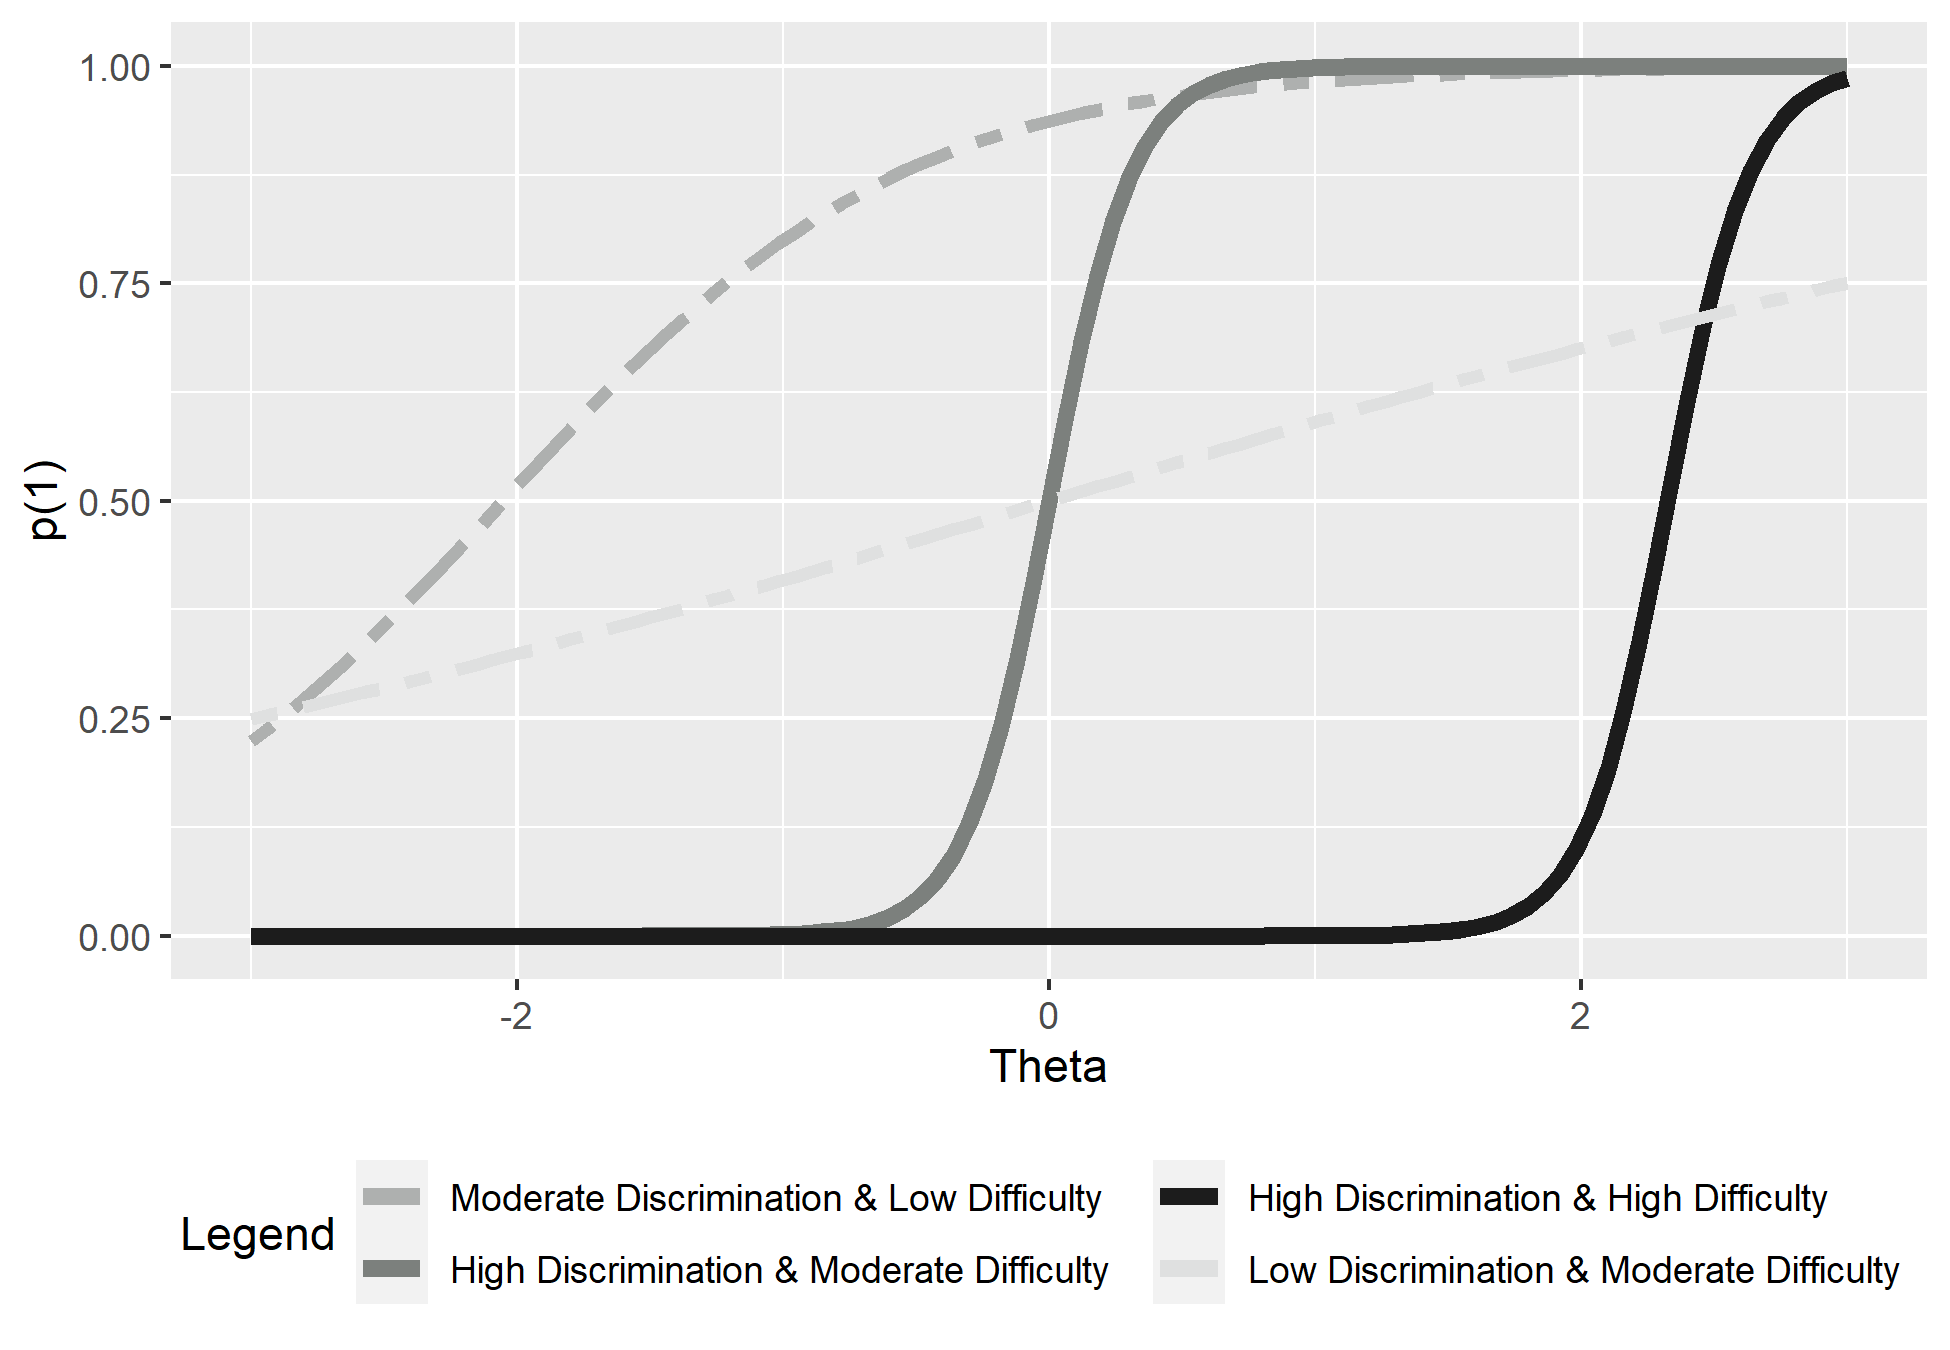 1.00
0.75
0.50
0.25
0.00
p(1)
-2 0 2
Theta
Legend
Moderate Discrimination & Low Difficulty
High Discrimination & Moderate Difficulty
High Discrimination & High Difficulty
Low Discrimination & Moderate Difficulty